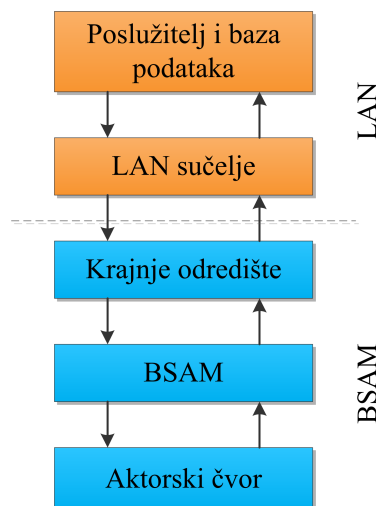 Poslužitelj i baza
podataka
LAN
LAN sučelje
Krajnje odredište
BSAM
BSAM
Aktorski čvor